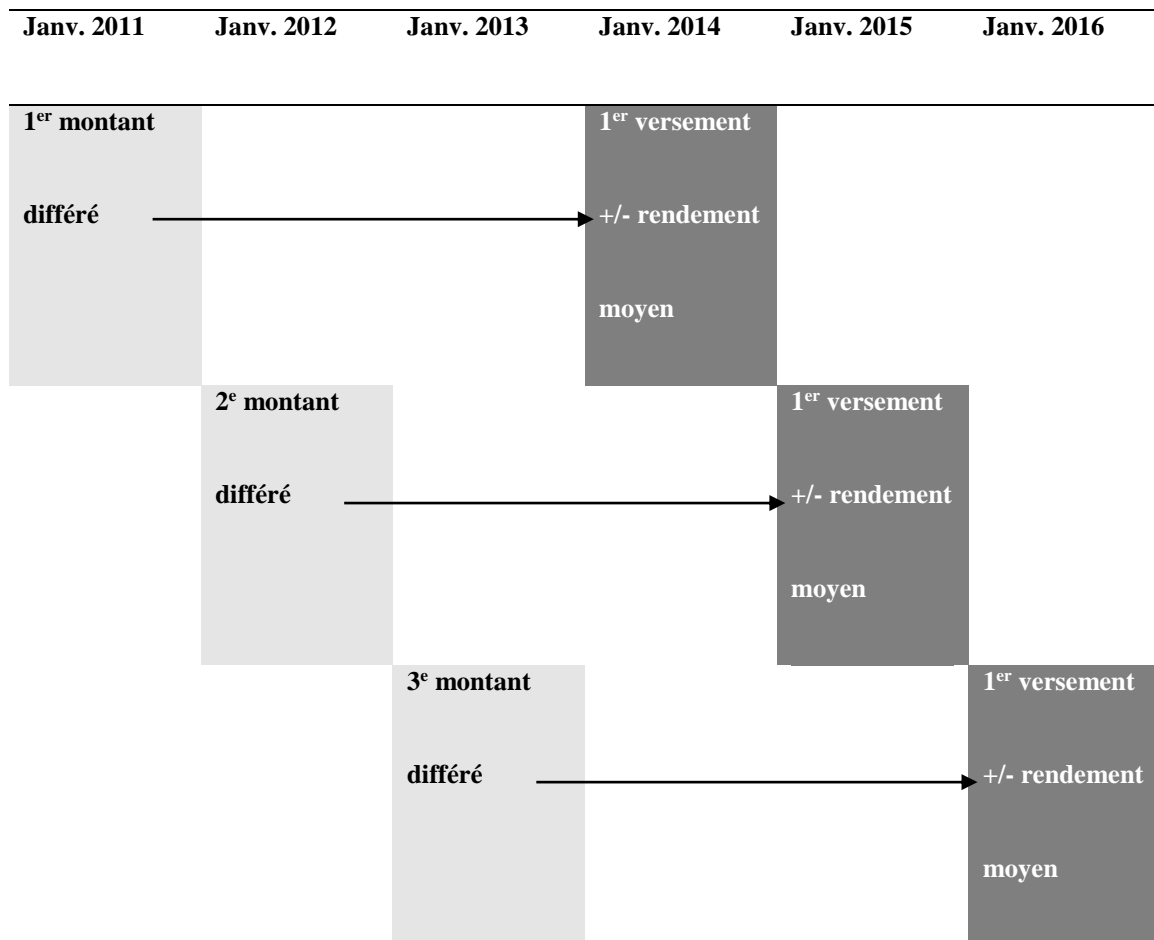 Janv. 2011 Janv. 2012 Janv. 2013 Janv. 2014 Janv. 2015 Janv. 2016
1er montant 1er versement
différé +/- rendement
moyen
2e montant 1er versement
différé +/- rendement
moyen
3e montant 1er versement
différé +/- rendement
moyen